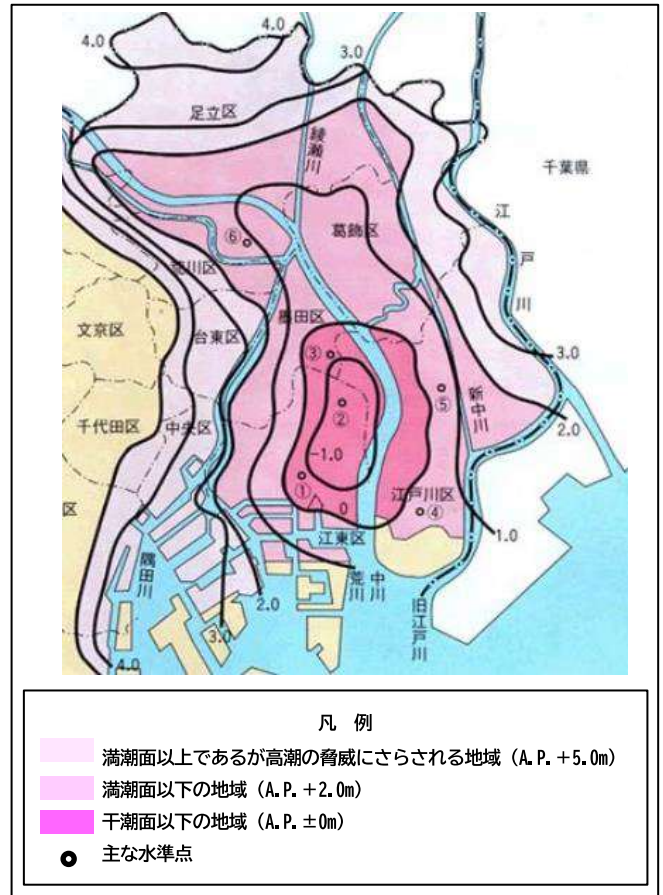 4.0
4.0
3.0
足立区
綾瀬川
千葉県
江戸川
葛飾区
⑥
荒川区
文京区
台東区
墨田区
③
3.0
②
⑤
新中川
2.0
千代田区
中央区
-1.0
①
江戸川区
区
0
④
江東区
1.0
隅田川
荒川
中川
2.0
旧江戸川
3.0
4.0
凡 例
満潮面以上であるが高潮の脅威にさらされる地域(A.P.+5.0m)
満潮面以下の地域(A.P.+2.0m)
干潮面以下の地域(A.P.±0m)
主な水準点